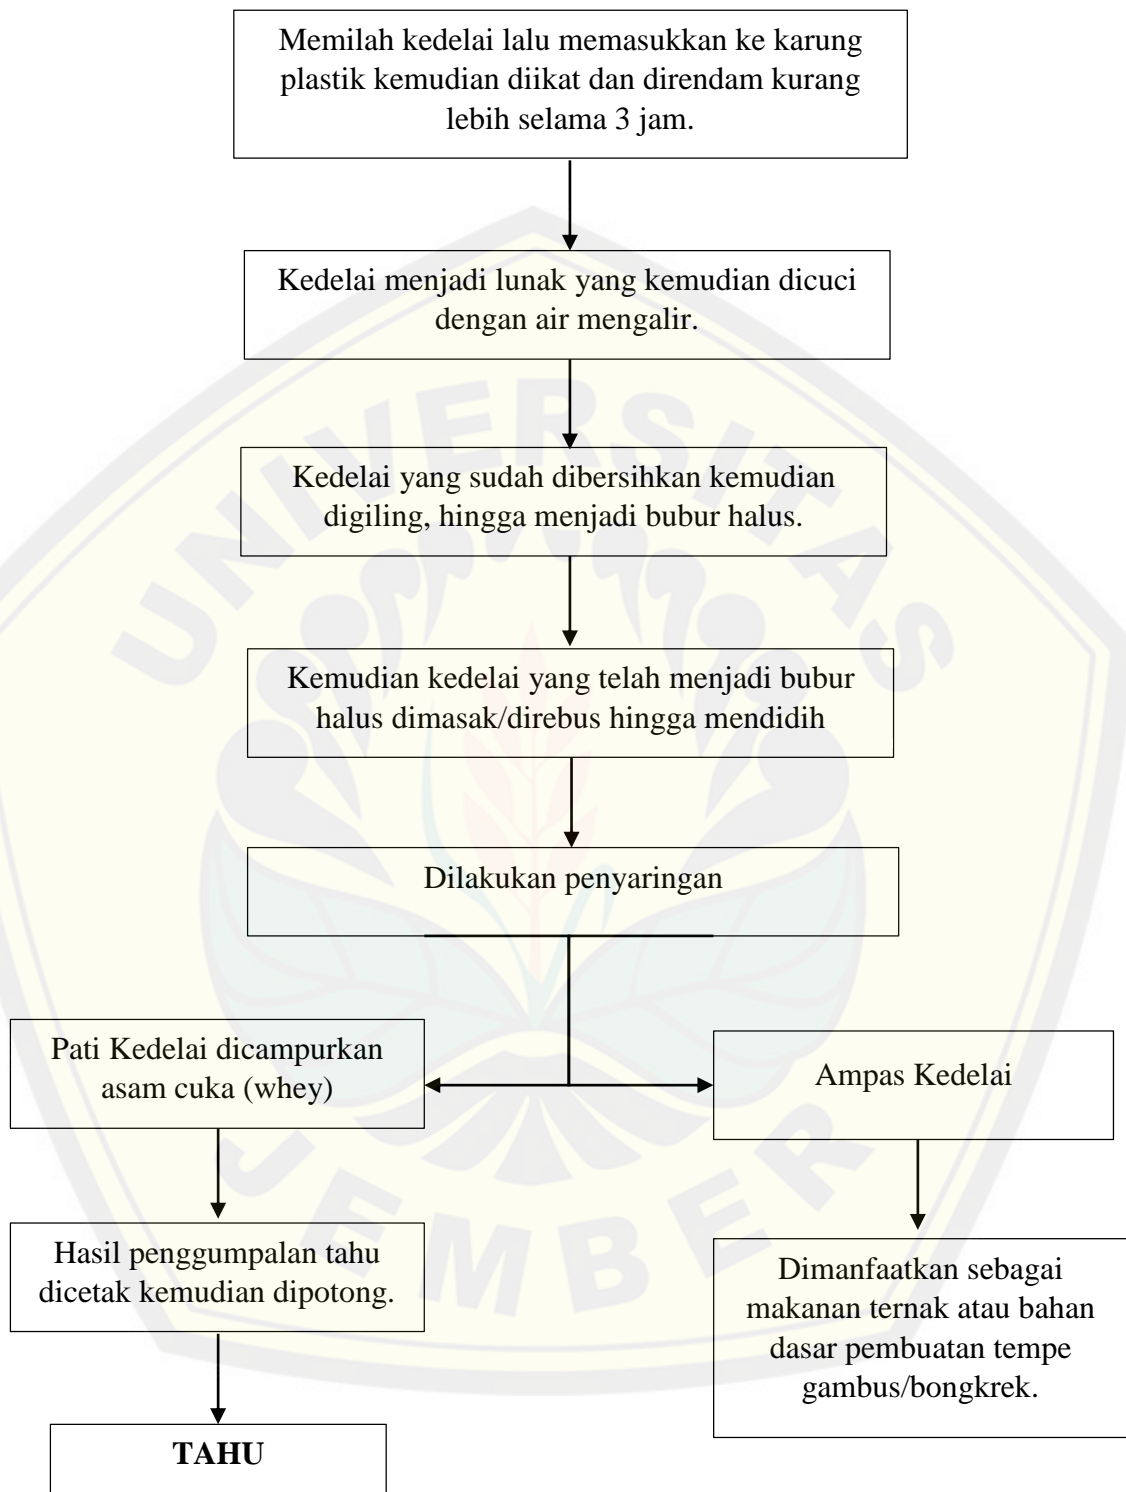 Memilah kedelai lalu memasukkan ke karung
plastik kemudian diikat dan direndam kurang
lebih selama 3 jam.
Kedelai menjadi lunak yang kemudian dicuci
dengan air mengalir.
Kedelai yang sudah dibersihkan kemudian
digiling, hingga menjadi bubur halus.
Kemudian kedelai yang telah menjadi bubur
halus dimasak/direbus hingga mendidih
Dilakukan penyaringan
Pati Kedelai dicampurkan
asam cuka (whey)
Ampas Kedelai
Hasil penggumpalan tahu
dicetak kemudian dipotong.
Dimanfaatkan sebagai
makanan ternak atau bahan
dasar pembuatan tempe
gambus/bongkrek.
TAHU
UNIVERSITAS
JEMBER